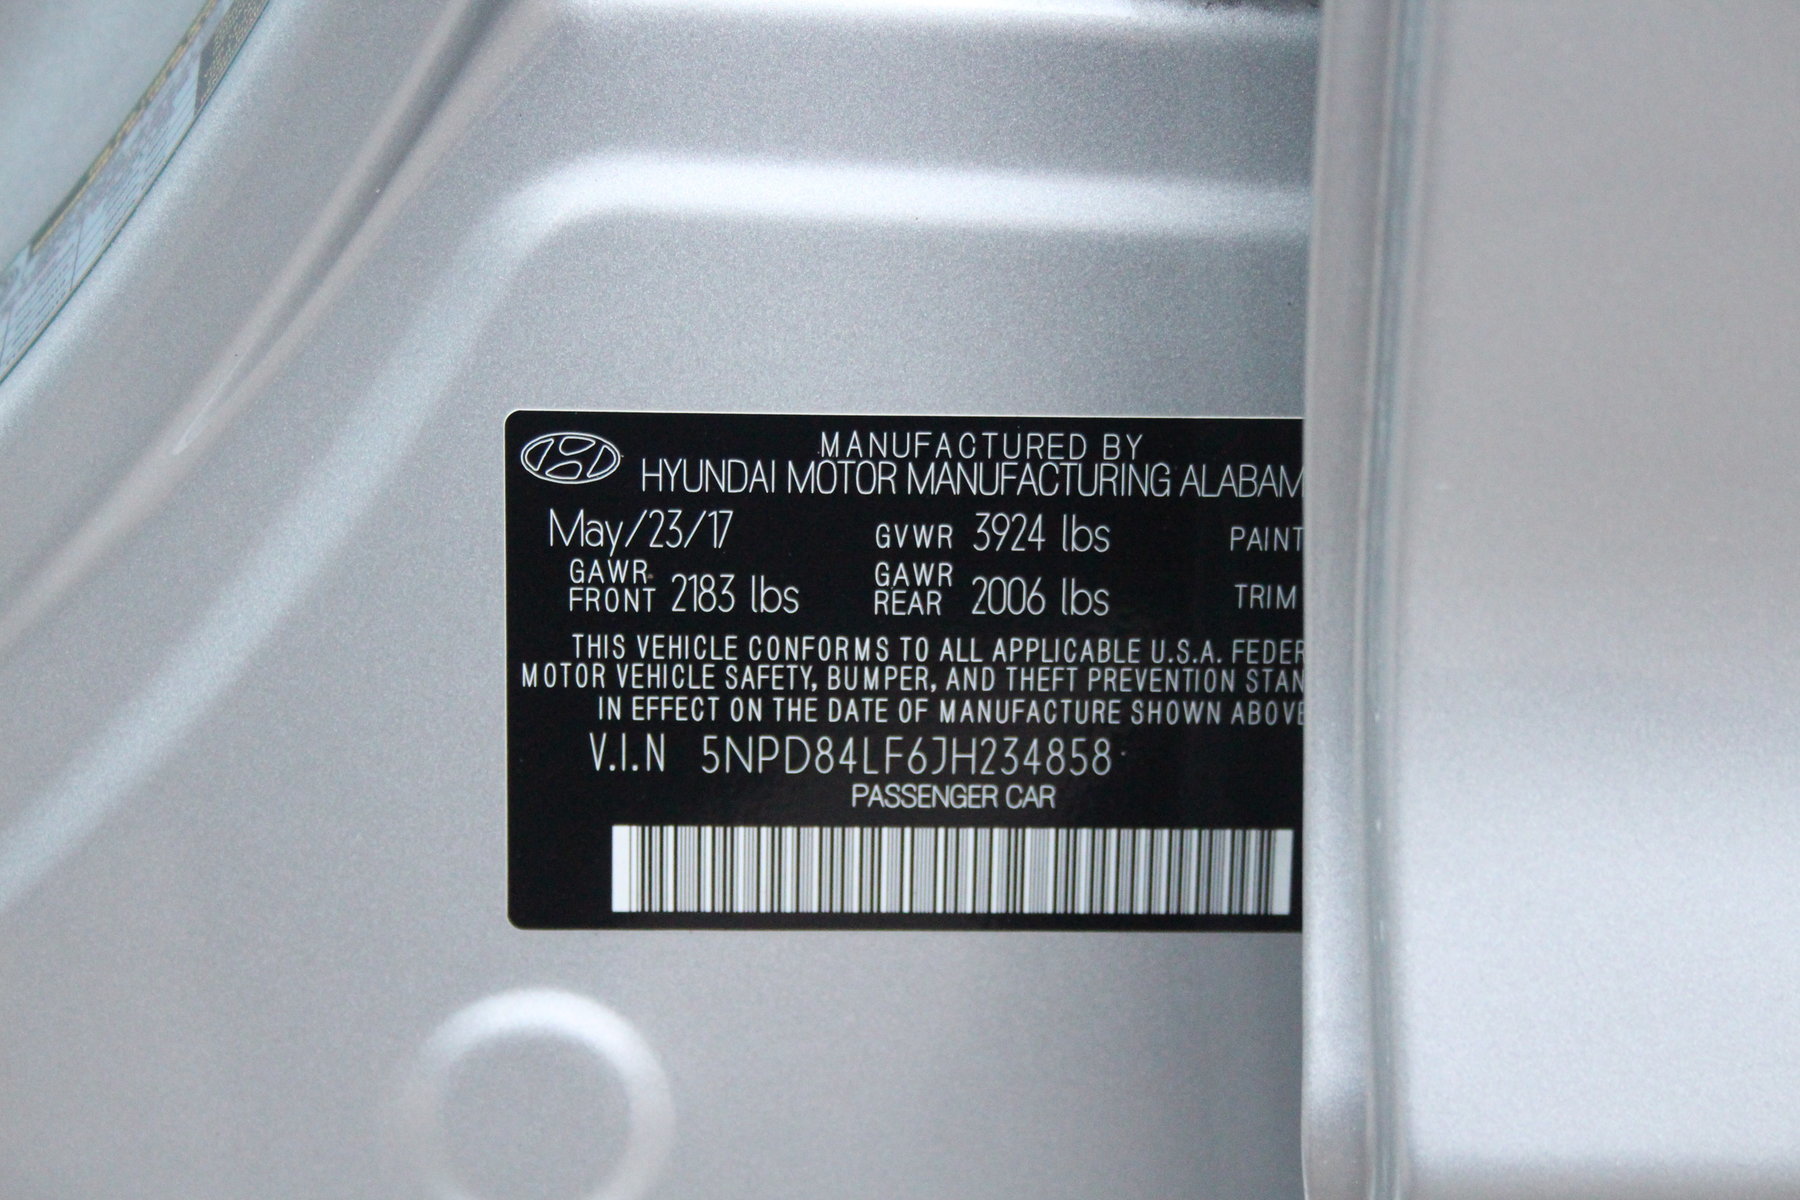 MANUFACTURED BY
HYUNDAI MOTOR MANUFACTURING ALABAM
May/23/17 GVWR 3924 lbs PAINT
GAWR FRONT 2183 lbs GAWR REAR 2006 lbs TRIM
THIS VEHICLE CONFORMS TO ALL APPLICABLE U.S.A. FEDER
MOTOR VEHICLE SAFETY, BUMPER, AND THEFT PREVENTION STAN
IN EFFECT ON THE DATE OF MANUFACTURE SHOWN ABOVE
V.I.N 5NPD84LF6JH234858
PASSENGER CAR